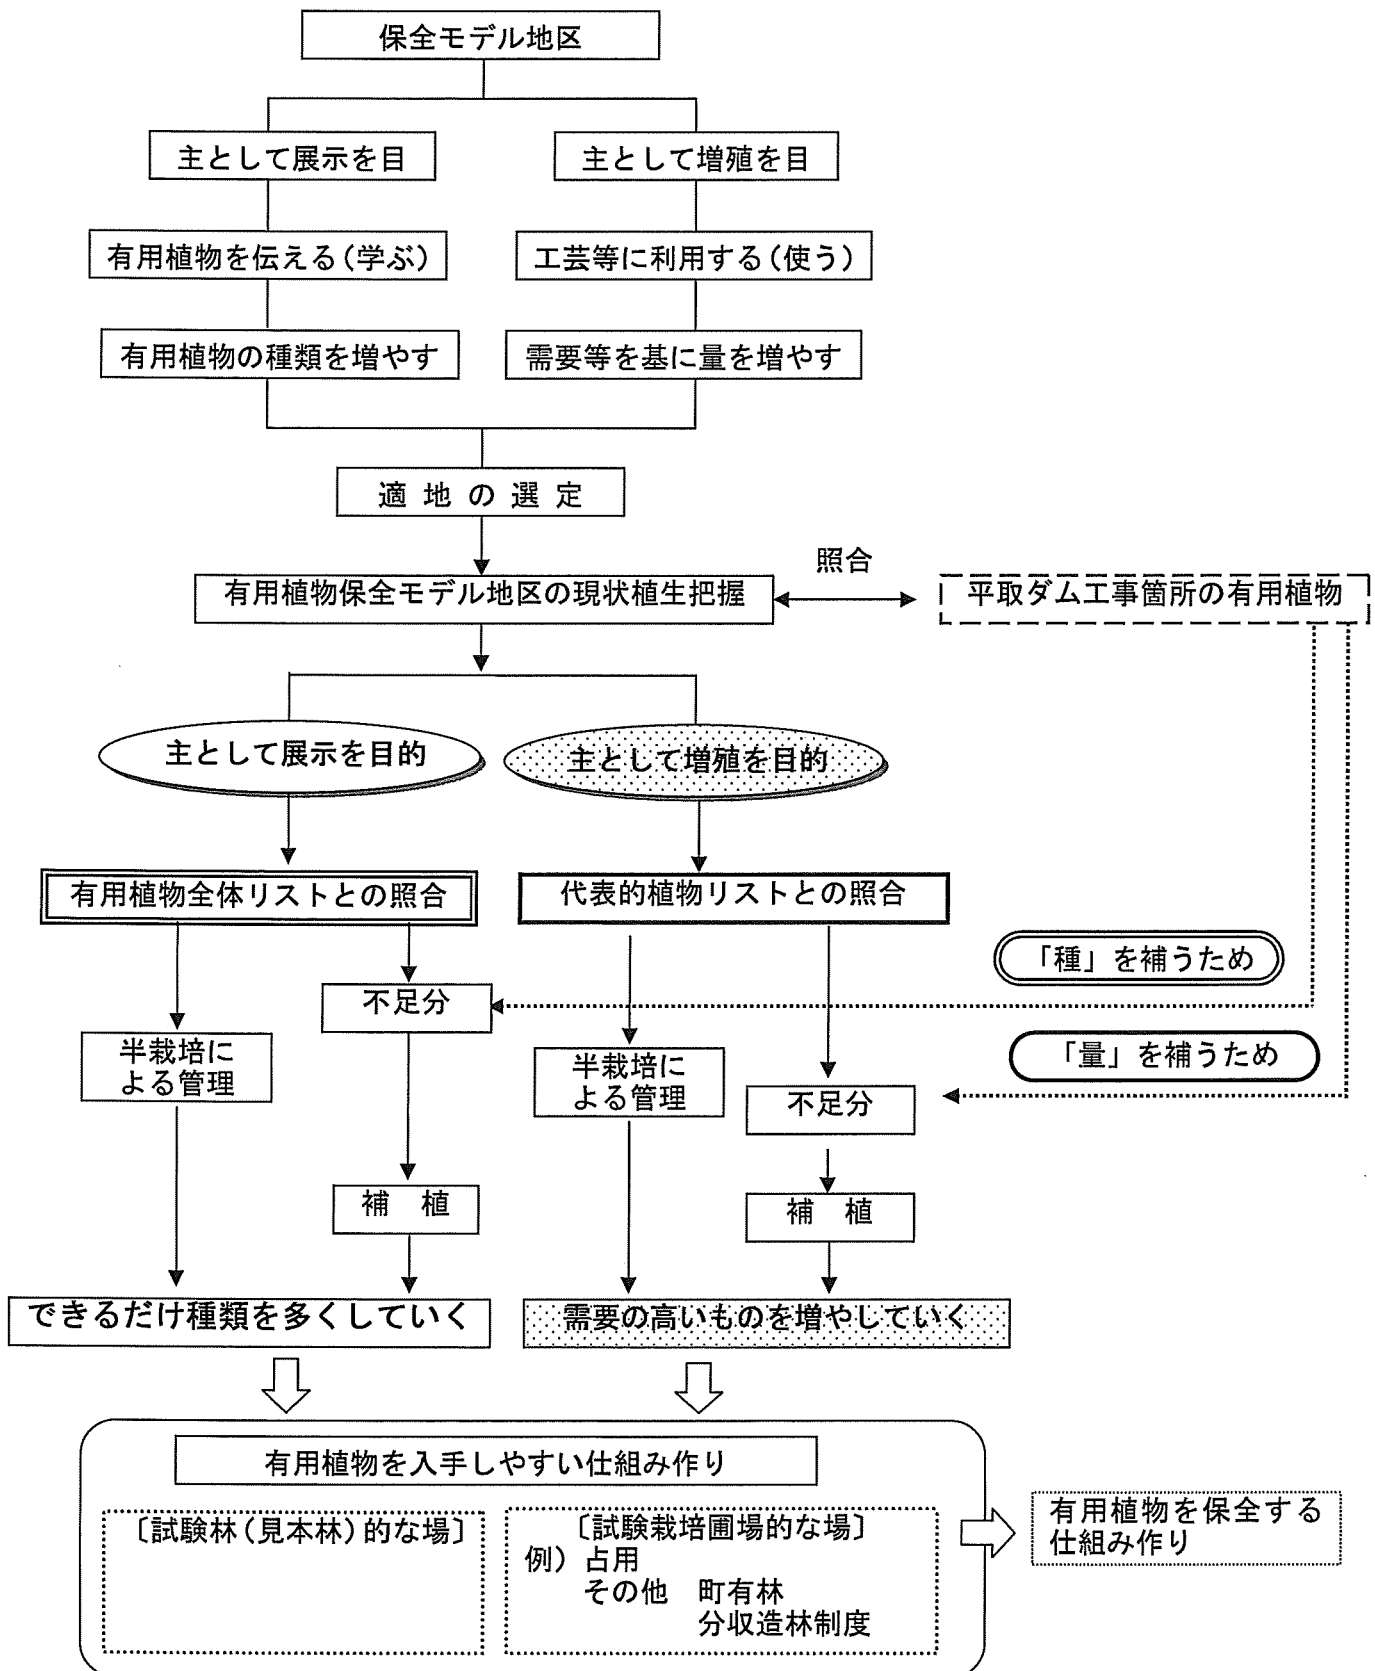 保全モデル地区
主として展示を目
主として増殖を目
有用植物を伝える(学ぶ)
工芸等に利用する(使う)
有用植物の種類を増やす
需要等を基に量を増やす
適地の選定
有用植物保全モデル地区の現状植生把握
照合
平取ダム工事箇所の有用植物
主として展示を目的
主として増殖を目的
有用植物全体リストとの照合
代表的植物リストとの照合
「種」を補うため
不足分
半栽培に
よる管理
「量」を補うため
半栽培に
よる管理
不足分
補 植
補 植
できるだけ種類を多くしていく
需要の高いものを増やしていく
有用植物を入手しやすい仕組み作り
〔試験林(見本林)的な場〕
〔試験栽培圃場的な場〕
例)占用
その他 町有林
分収造林制度
有用植物を保全する
仕組み作り